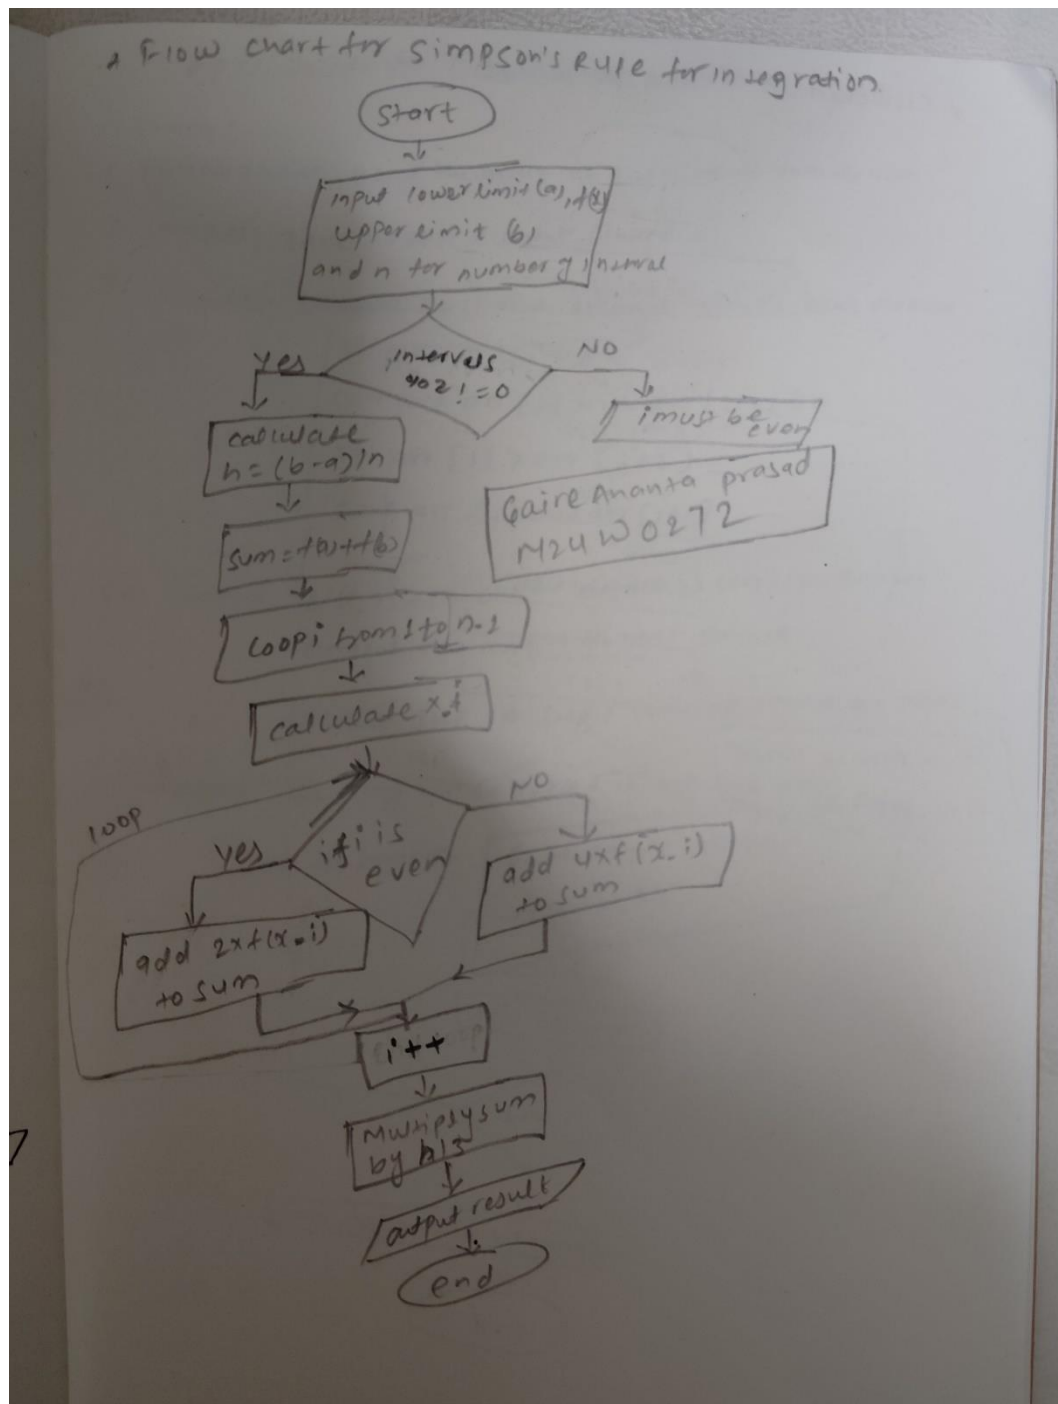 Flow chart for Simpson's Rule for integration.
Start
input lower limit (a), f(x)
upper limit (b)
and n for number of interval
intervals
%2 != 0
Yes
NO
i must be
even
calculate
h = (b-a)/n
Gaire Ananta prasad
M24W0272
sum = f(a)+f(b)
Loop i from 1 to n-1
calculate x_i
loop
if i is
even
Yes
NO
add 4xf(x_i)
to sum
add 2xf(x_i)
to sum
i++
Multiply sum
by h/3
output result
end